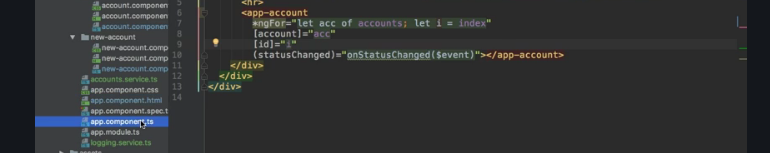 account.componen
account.componen
account.componen
new-account
new-account.comp
new-account.comp
new-account.comp
accounts.service.ts
app.component.css
app.component.html
app.component.spec.t
app.component.ts
app.module.ts
logging.service.ts
5 <hr>
6 <app-account
7 *ngFor="let acc of accounts; let i = index"
8 [account]="acc"
9 [id]="i"
10 (statusChanged)="onStatusChanged($event)"></app-account>
11 </div>
12 </div>
13 </div>
14